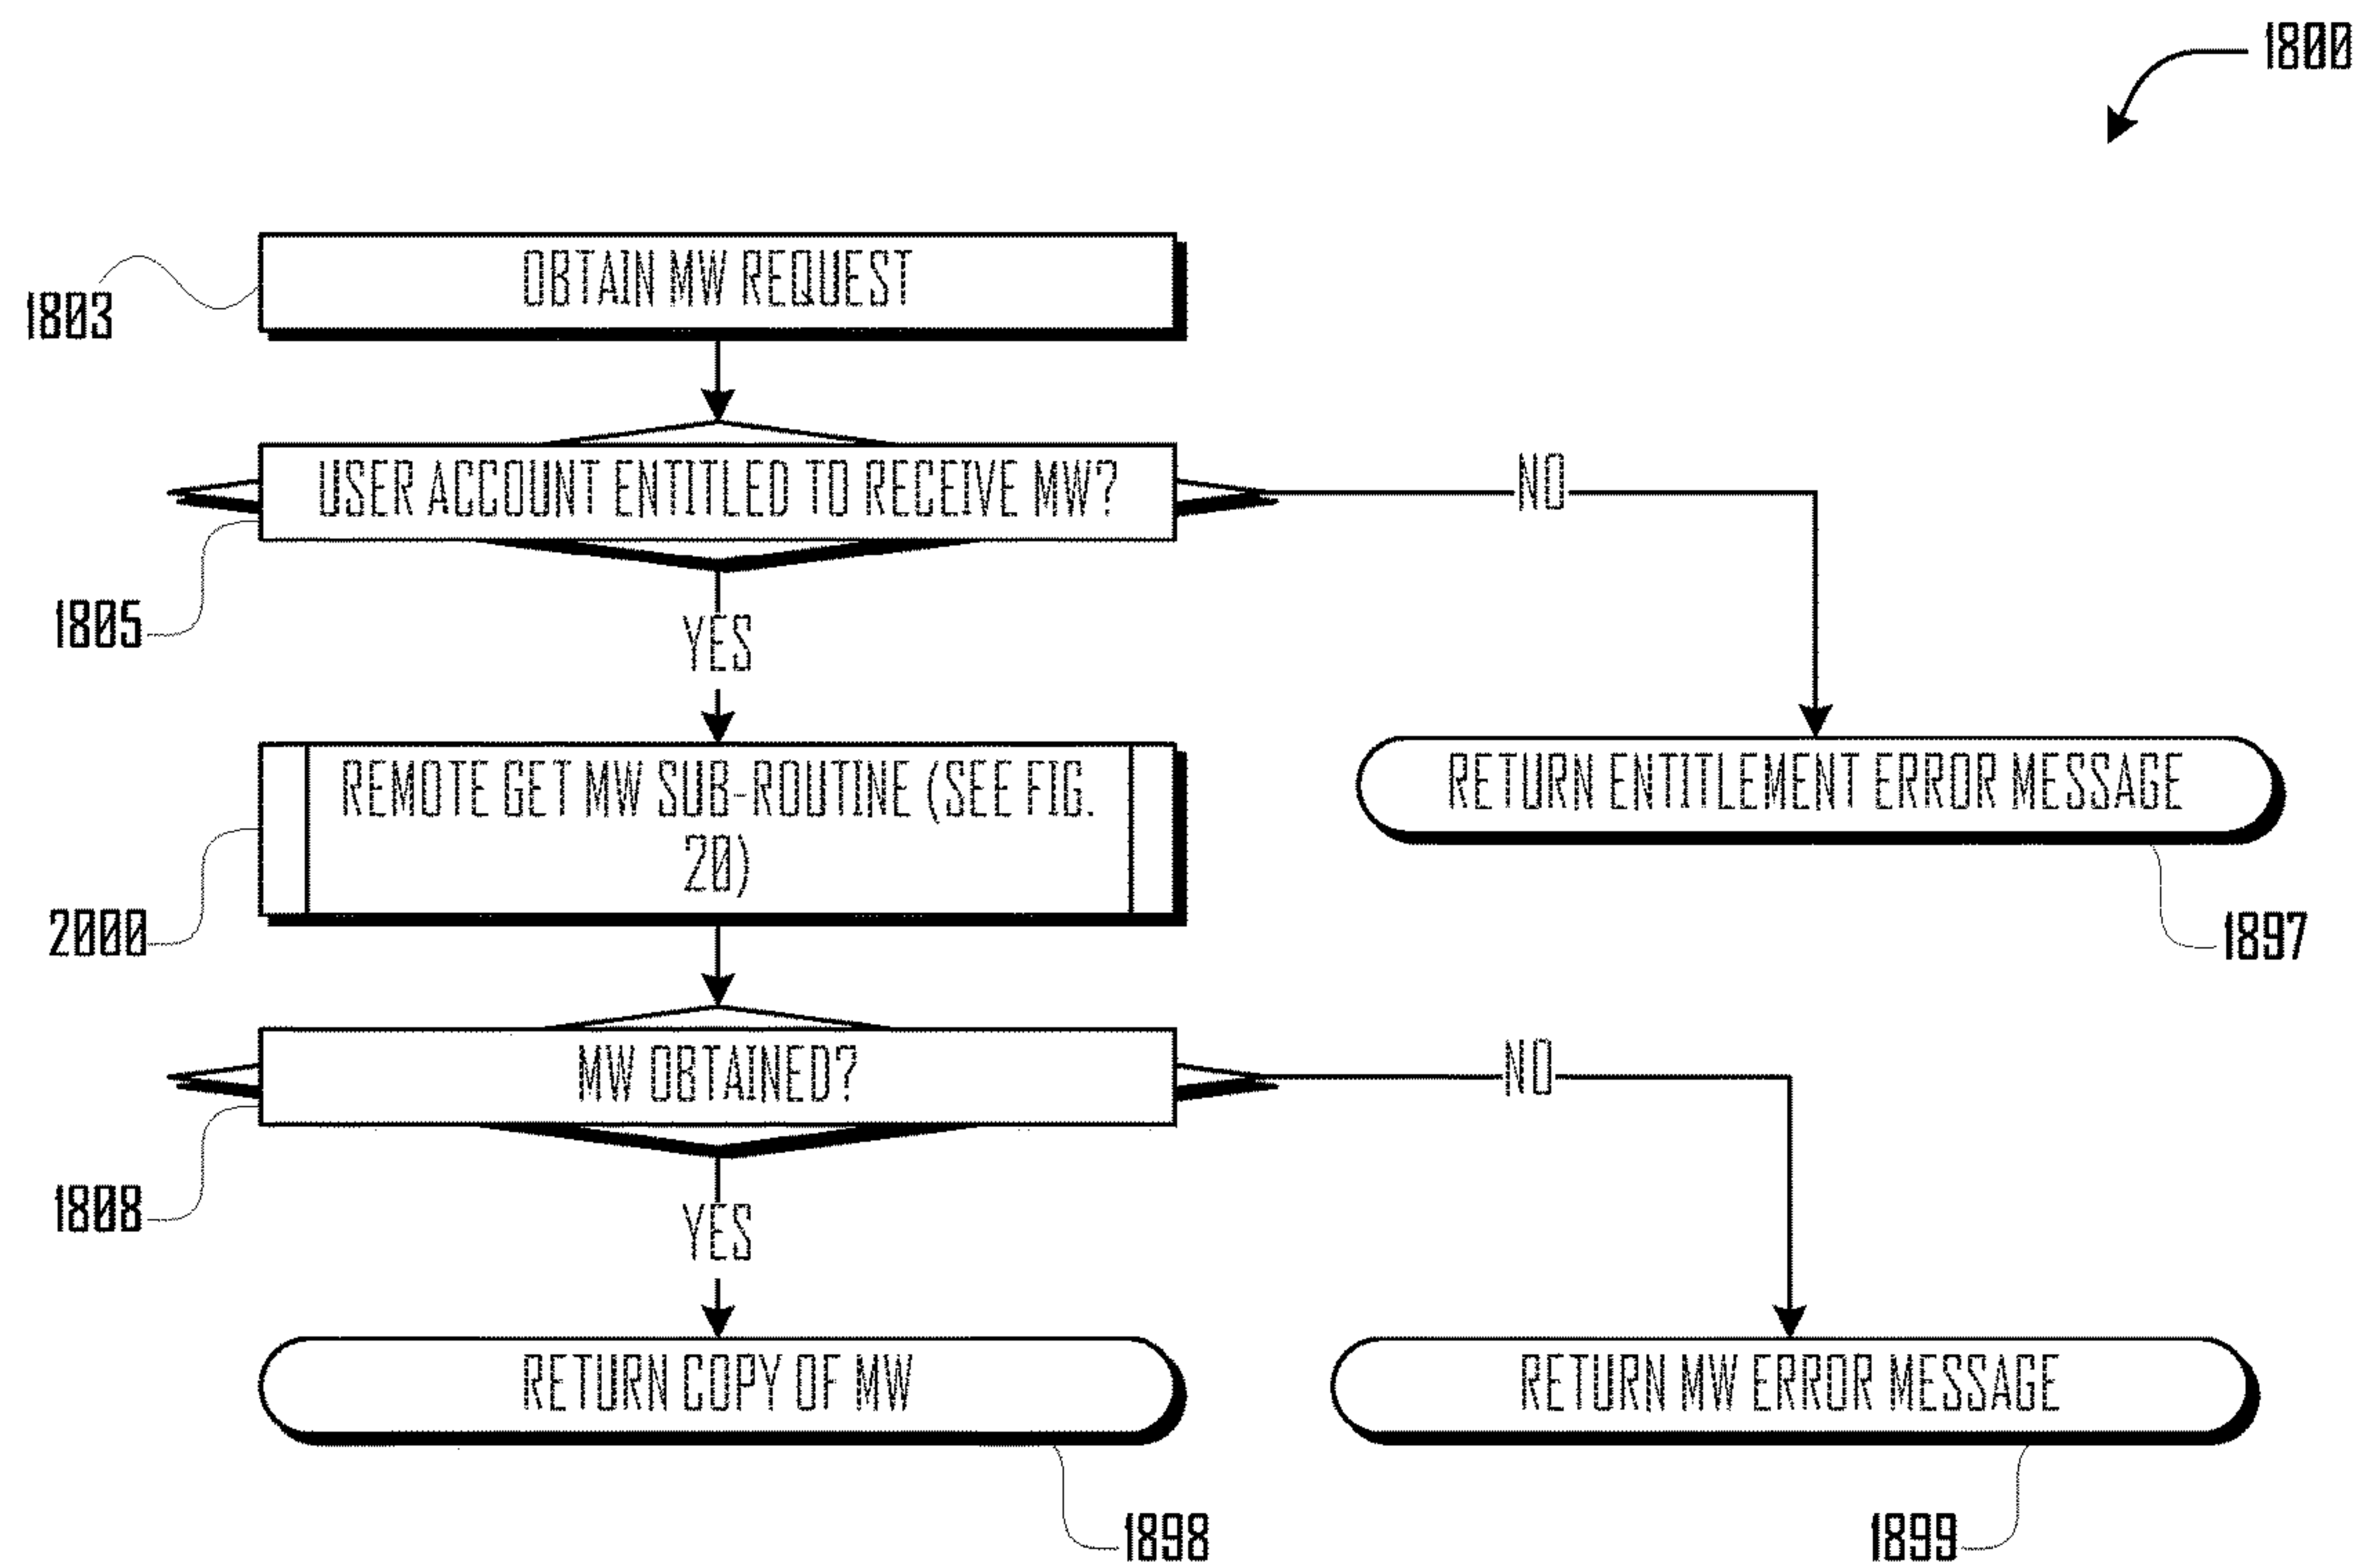 1800
OBTAIN MW REQUEST
1803
USER ACCOUNT ENTITLED TO RECEIVE MW?
NO
1805
YES
REMOTE GET MW SUB-ROUTINE (SEE FIG.
20)
RETURN ENTITLEMENT ERROR MESSAGE
2000
1897
MW OBTAINED?
NO
1808
YES
RETURN COPY OF MW
RETURN MW ERROR MESSAGE
1898
1899